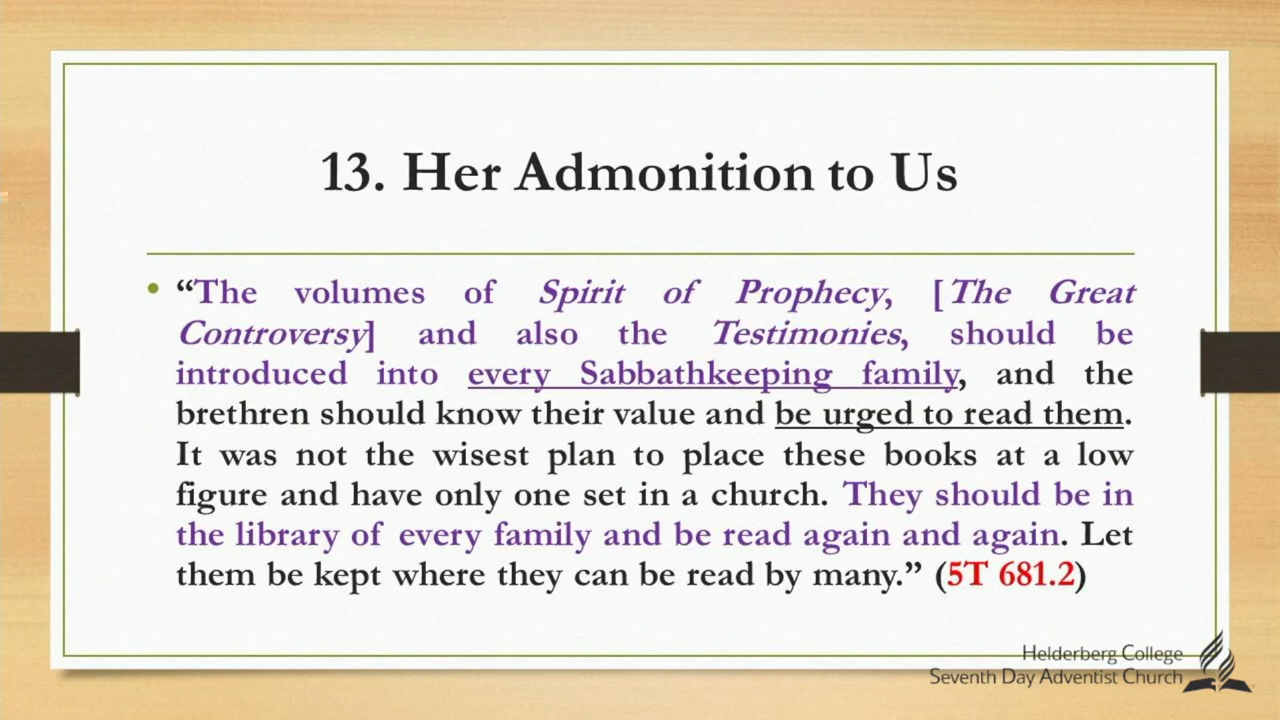 13. Her Admonition to Us
• “The volumes of Spirit of Prophecy, [The Great
Controversy] and also the Testimonies, should be
introduced into every Sabbathkeeping family, and the
brethren should know their value and be urged to read them.
It was not the wisest plan to place these books at a low
figure and have only one set in a church. They should be in
the library of every family and be read again and again. Let
them be kept where they can be read by many.” (5T 681.2)
Helderberg College
Seventh Day Adventist Church